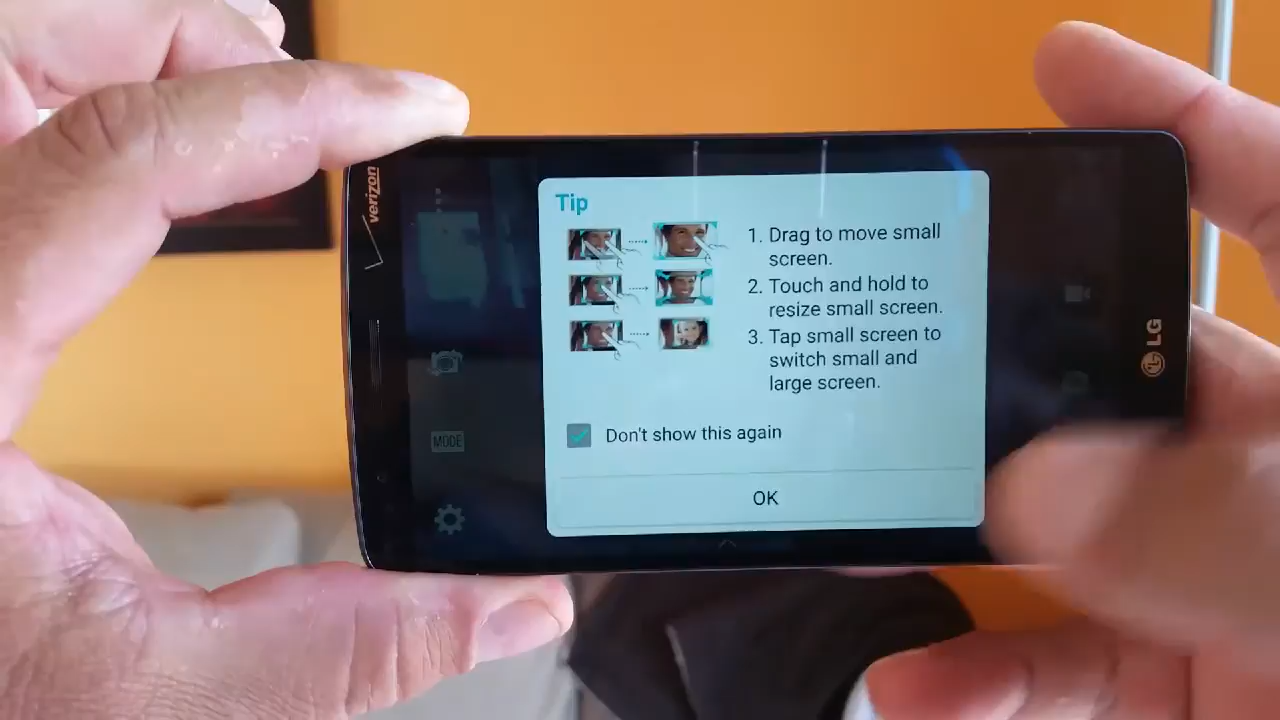 verizon
Tip
1. Drag to move small
screen.
2. Touch and hold to
resize small screen.
3. Tap small screen to
switch small and
large screen.
MODE
Don't show this again
OK
LG